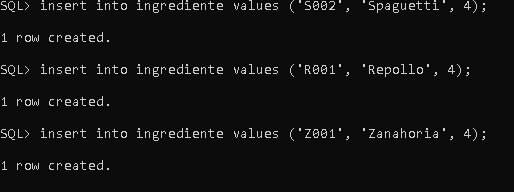 SQL> insert into ingrediente values ('S002', 'Spaguetti', 4);
1 row created.
SQL> insert into ingrediente values ('R001', 'Repollo', 4);
1 row created.
SQL> insert into ingrediente values ('Z001', 'Zanahoria', 4);
1 row created.